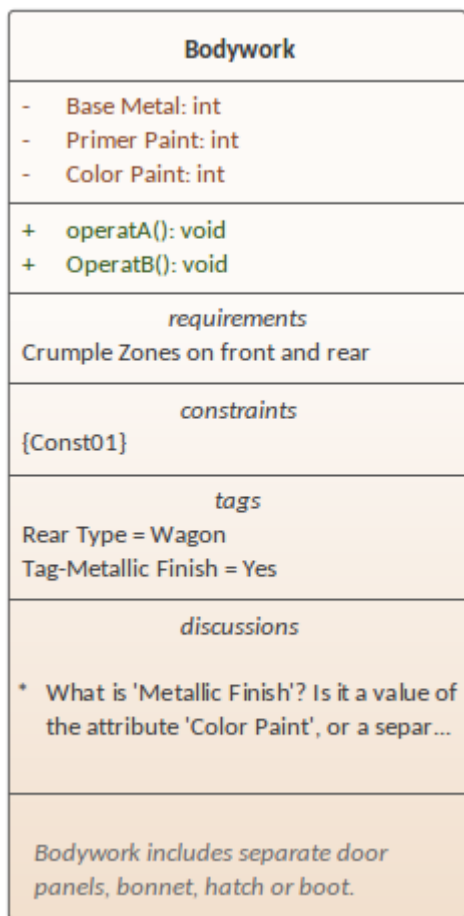 Bodywork
- Base Metal: int
- Primer Paint: int
- Color Paint: int
+ operatA(): void
+ OperatB(): void
requirements
Crumple Zones on front and rear
constraints
{Const01}
tags
Rear Type = Wagon
Tag-Metallic Finish = Yes
discussions
* What is 'Metallic Finish'? Is it a value of
the attribute 'Color Paint', or a separ...
Bodywork includes separate door
panels, bonnet, hatch or boot.